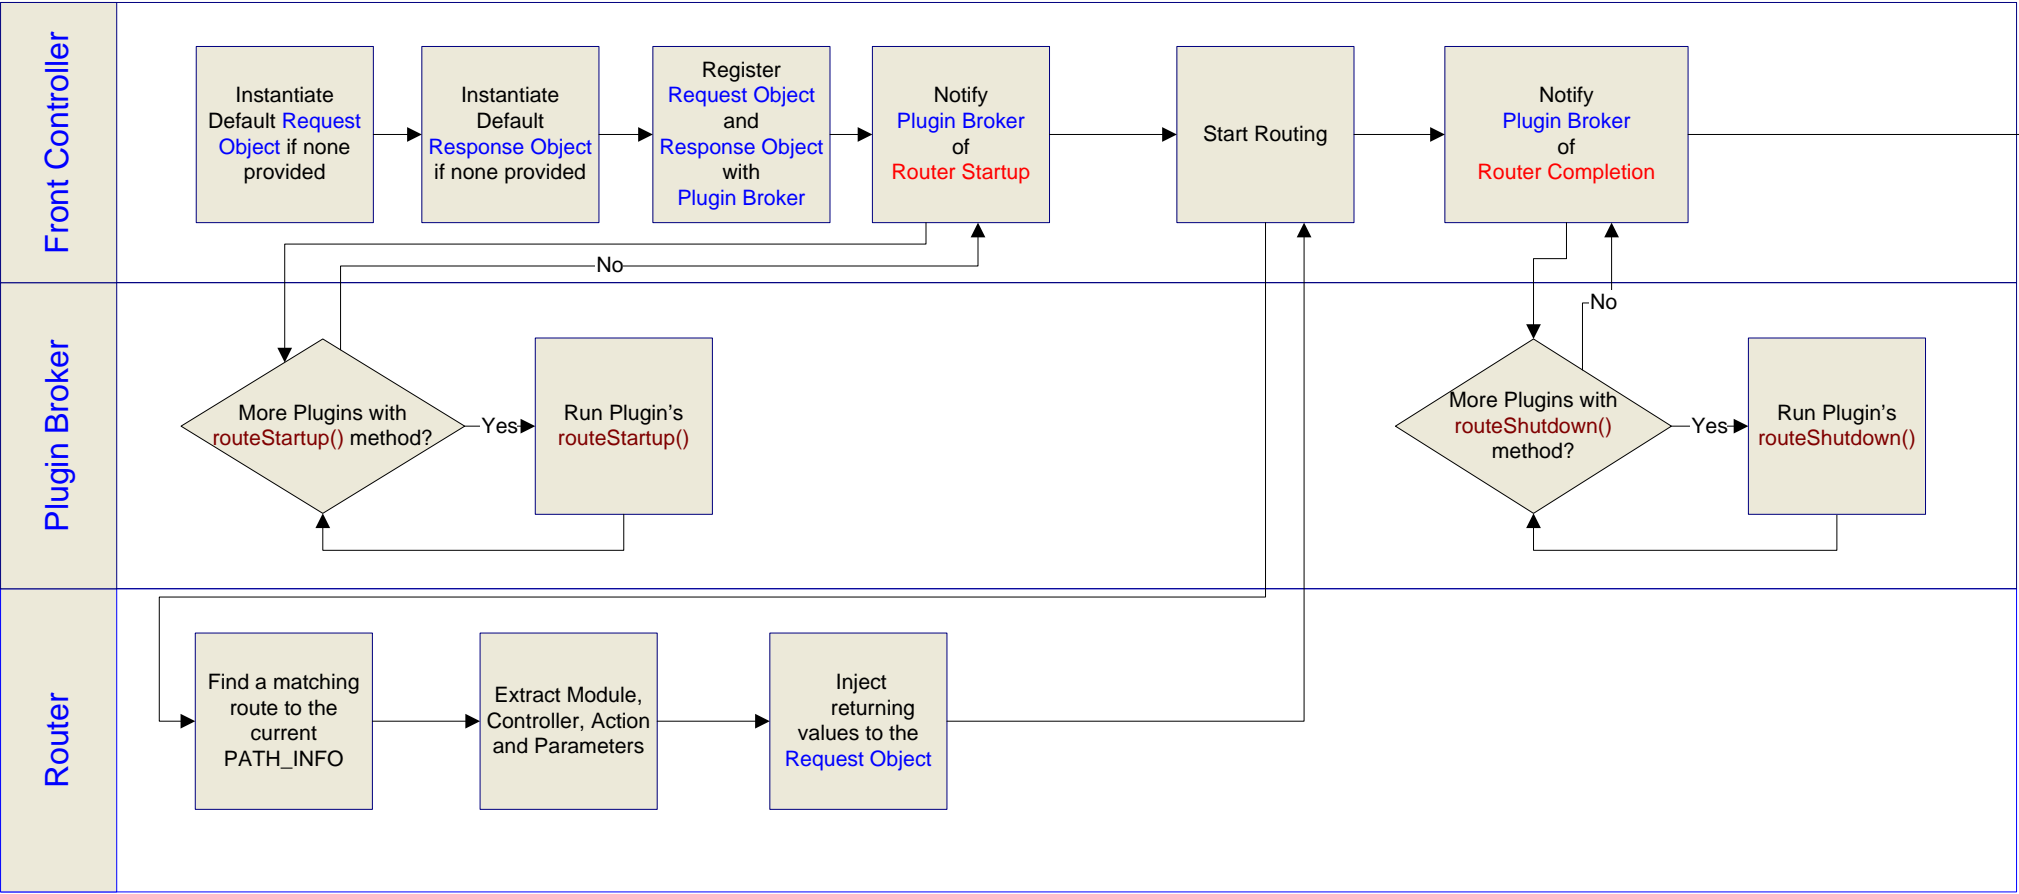 Front Controller
Instantiate
Default Request
Object if none
provided
Instantiate
Default
Response Object
if none provided
Register
Request Object
and
Response Object
with
Plugin Broker
Notify
Plugin Broker
of
Router Startup
Start Routing
Notify
Plugin Broker
of
Router Completion
No
No
Plugin Broker
More Plugins with
routeStartup() method?
Yes
Run Plugin's
routeStartup()
More Plugins with
routeShutdown()
method?
Yes
Run Plugin's
routeShutdown()
Router
Find a matching
route to the
current
PATH_INFO
Extract Module,
Controller, Action
and Parameters
Inject
returning
values to the
Request Object